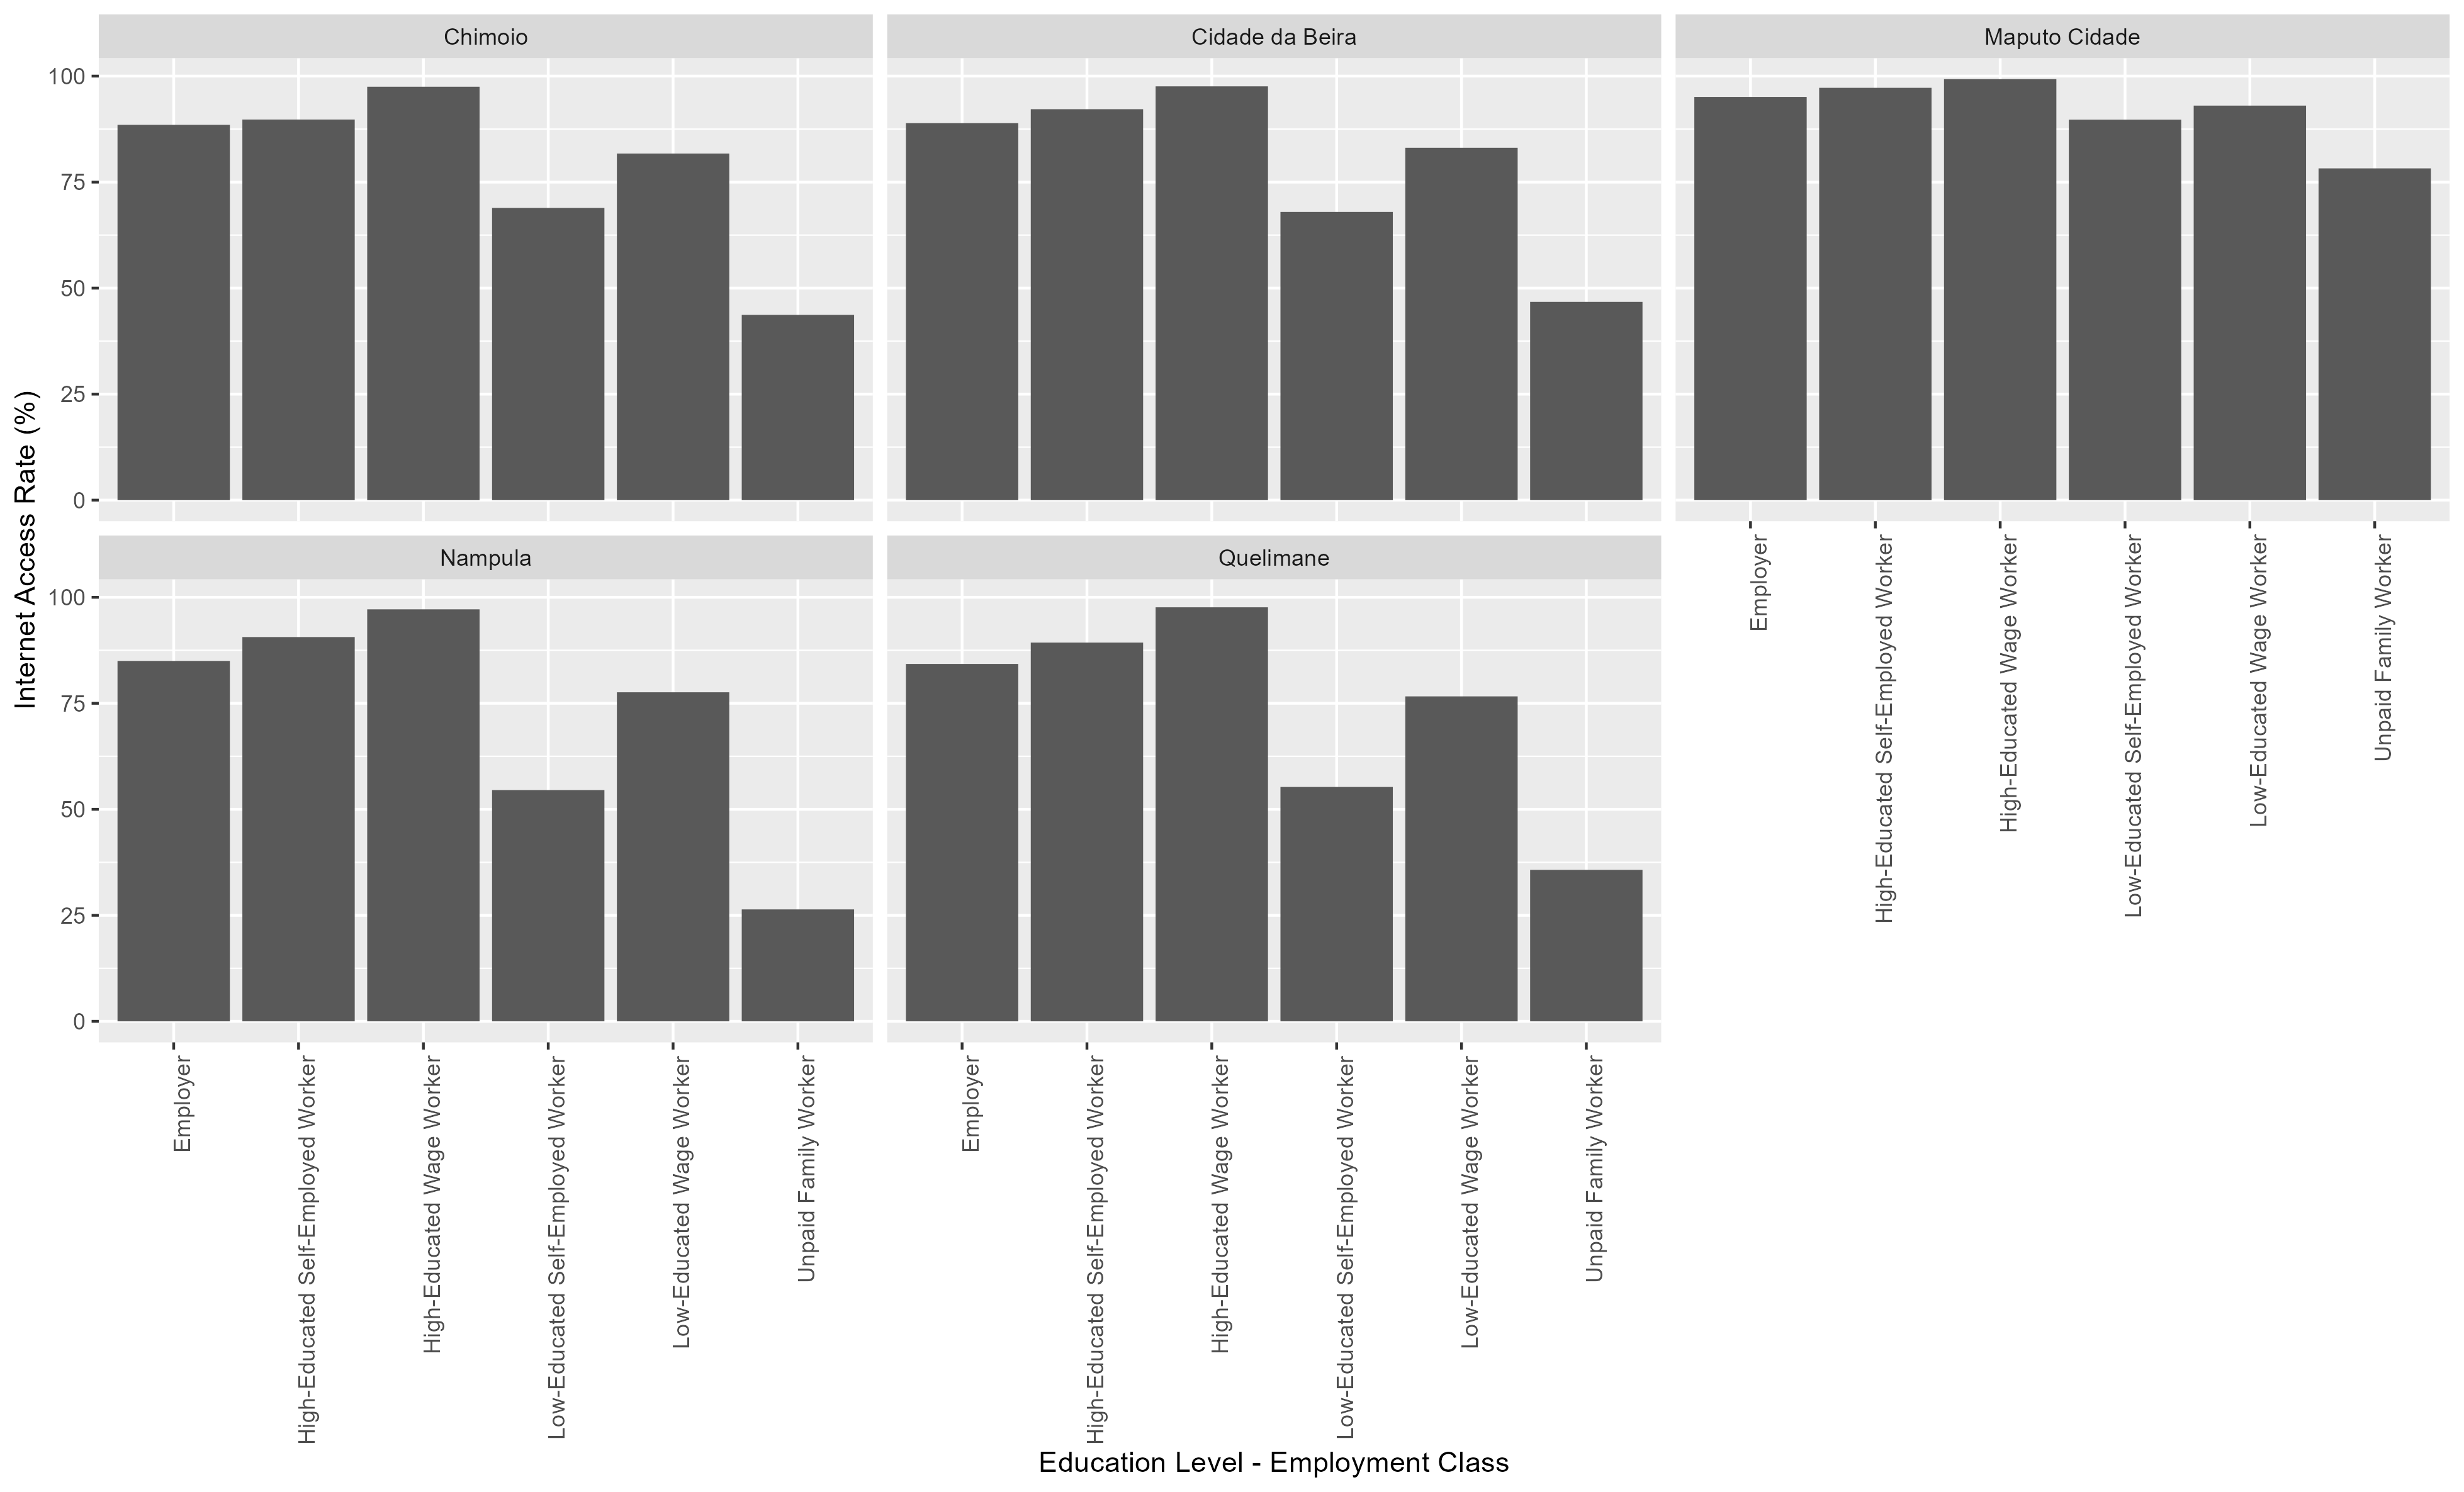 Chimoio
Cidade da Beira
Maputo Cidade
100
75
50
25
0
Employer
High-Educated Self-Employed Worker
High-Educated Wage Worker
Low-Educated Self-Employed Worker
Low-Educated Wage Worker
Unpaid Family Worker
Internet Access Rate (%)
Nampula
Quelimane
100
75
50
25
0
Employer
High-Educated Self-Employed Worker
High-Educated Wage Worker
Low-Educated Self-Employed Worker
Low-Educated Wage Worker
Unpaid Family Worker
Employer
High-Educated Self-Employed Worker
High-Educated Wage Worker
Low-Educated Self-Employed Worker
Low-Educated Wage Worker
Unpaid Family Worker
Education Level - Employment Class